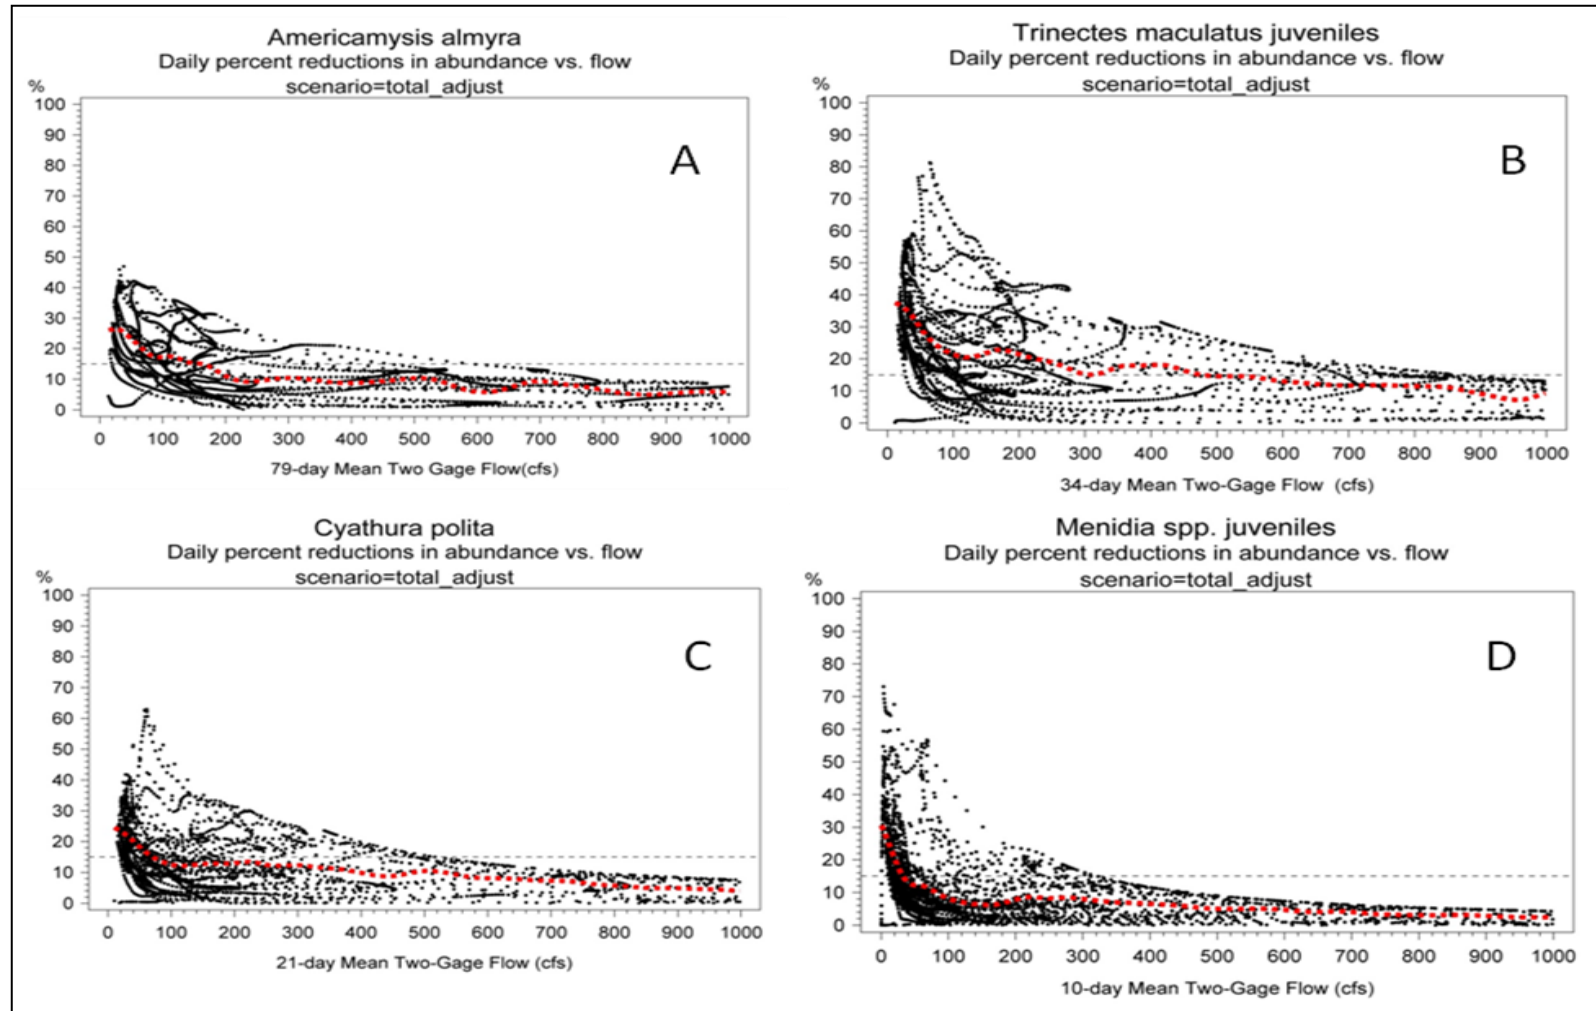 Americamysis almyra
Daily percent reductions in abundance vs. flow
scenario=total_adjust
%
100
90
80
70
60
50
40
30
20
10
0
A
0 100 200 300 400 500 600 700 800 900 1000
79-day Mean Two Gage Flow(cfs)
Trinectes maculatus juveniles
Daily percent reductions in abundance vs. flow
scenario=total_adjust
%
100
90
80
70
60
50
40
30
20
10
0
B
0 100 200 300 400 500 600 700 800 900 1000
34-day Mean Two-Gage Flow (cfs)
Cyathura polita
Daily percent reductions in abundance vs. flow
scenario=total_adjust
%
100
90
80
70
60
50
40
30
20
10
0
C
0 100 200 300 400 500 600 700 800 900 1000
21-day Mean Two-Gage Flow (cfs)
Menidia spp. juveniles
Daily percent reductions in abundance vs. flow
scenario=total_adjust
%
100
90
80
70
60
50
40
30
20
10
0
D
0 100 200 300 400 500 600 700 800 900 1000
10-day Mean Two-Gage Flow (cfs)